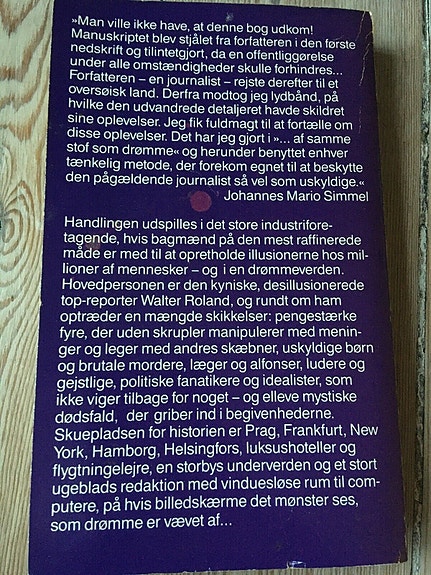 »Man ville ikke have, at denne bog udkom!
Manuskriptet blev stjålet fra forfatteren i den første
nedskrift og tilintetgjort, da en offentliggørelse
under alle omstændigheder skulle forhindres...
Forfatteren – en journalist – rejste derefter til et
oversøisk land. Derfra modtog jeg lydbånd, på
hvilke den udvandrede detaljeret havde skildret
sine oplevelser. Jeg fik fuldmagt til at fortælle om
disse oplevelser. Det har jeg gjort i »... af samme
stof som drømme« og herunder benyttet enhver
tænkelig metode, der forekom egnet til at beskytte
den pågældende journalist så vel som uskyldige.«
Johannes Mario Simmel
Handlingen udspilles i det store industrifore-
tagende, hvis bagmænd på den mest raffinerede
måde er med til at opretholde illusionerne hos mil-
lioner af mennesker – og i en drømmeverden.
Hovedpersonen er den kyniske, desillusionerede
top-reporter Walter Roland, og rundt om ham
optræder en mængde skikkelser: pengestærke
fyre, der uden skrupler manipulerer med menin-
ger og leger med andres skæbner, uskyldige børn
og brutale mordere, læger og alfonser, ludere og
gejstlige, politiske fanatikere og idealister, som
ikke viger tilbage for noget – og elleve mystiske
dødsfald, der griber ind i begivenhederne.
Skuepladsen for historien er Prag, Frankfurt, New
York, Hamborg, Helsingfors, luksushoteller og
flygtningelejre, en storbys underverden og et stort
ugeblads redaktion med vinduesløse rum til com-
putere, på hvis billedskærme det mønster ses,
som drømme er vævet af...